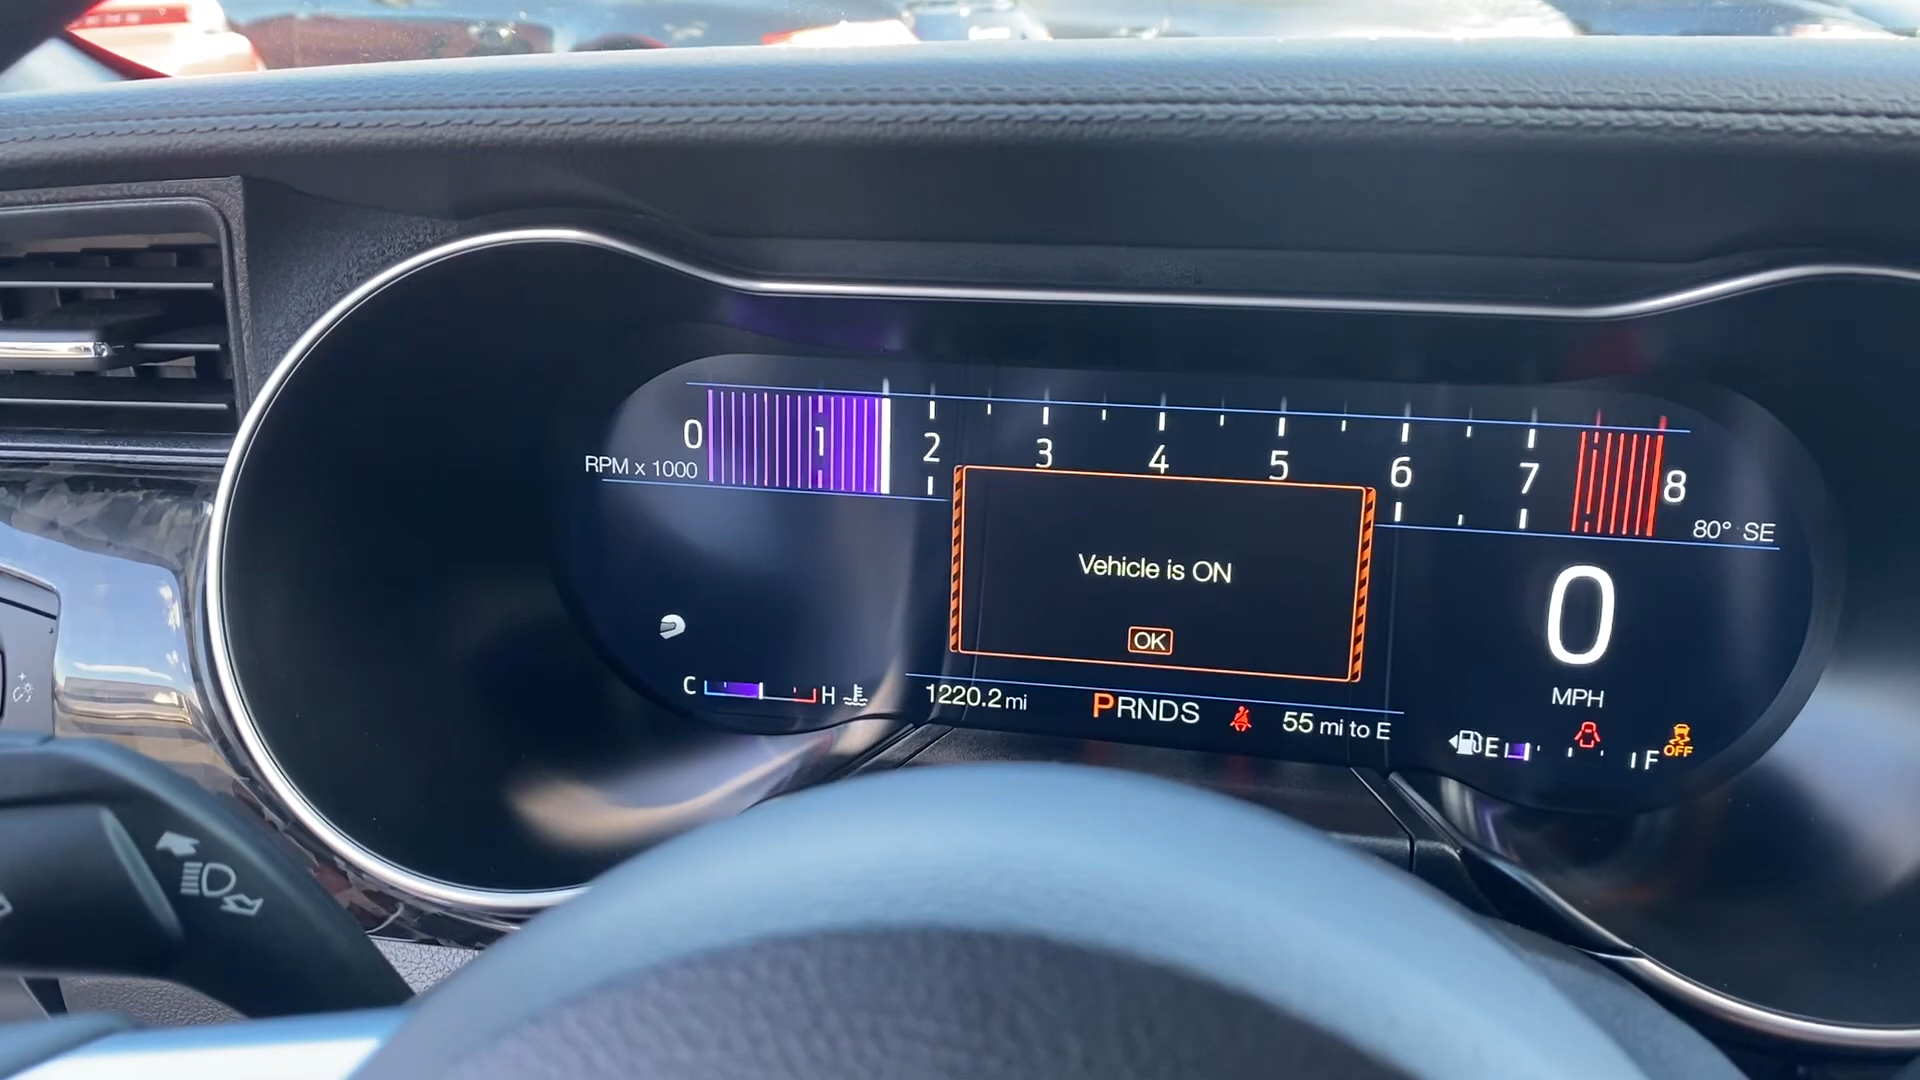 0 1 2 3 4 5 6 7 8
RPM x 1000
80° SE
Vehicle is ON
OK
0
MPH
C H
1220.2 mi
PRNDS
55 mi to E
E F
OFF